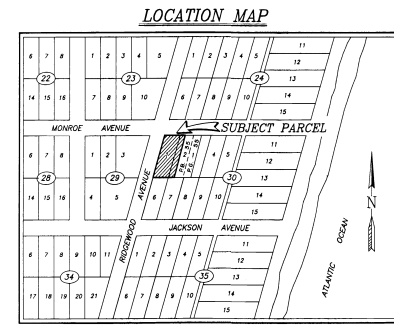 LOCATION MAP
6 7 8 1 2 3 4 5 1 2 3 4 5 11
12
22 23 24 13
14 15 16 7 8 9 10 6 7 8 9 10 14
15
MONROE AVENUE
SUBJECT PARCEL
6 7 8 1 2 3 4 5 11
12
28 29 30 13
14 15 16 4 5 6 7 8 9 10 14
15
RIDGEWOOD AVENUE
JACKSON AVENUE
6 7 8 9 10 11 1 2 3 4 5 11
12
34 35 13
17 18 19 20 21 6 7 8 9 10 14
15
ATLANTIC OCEAN
N